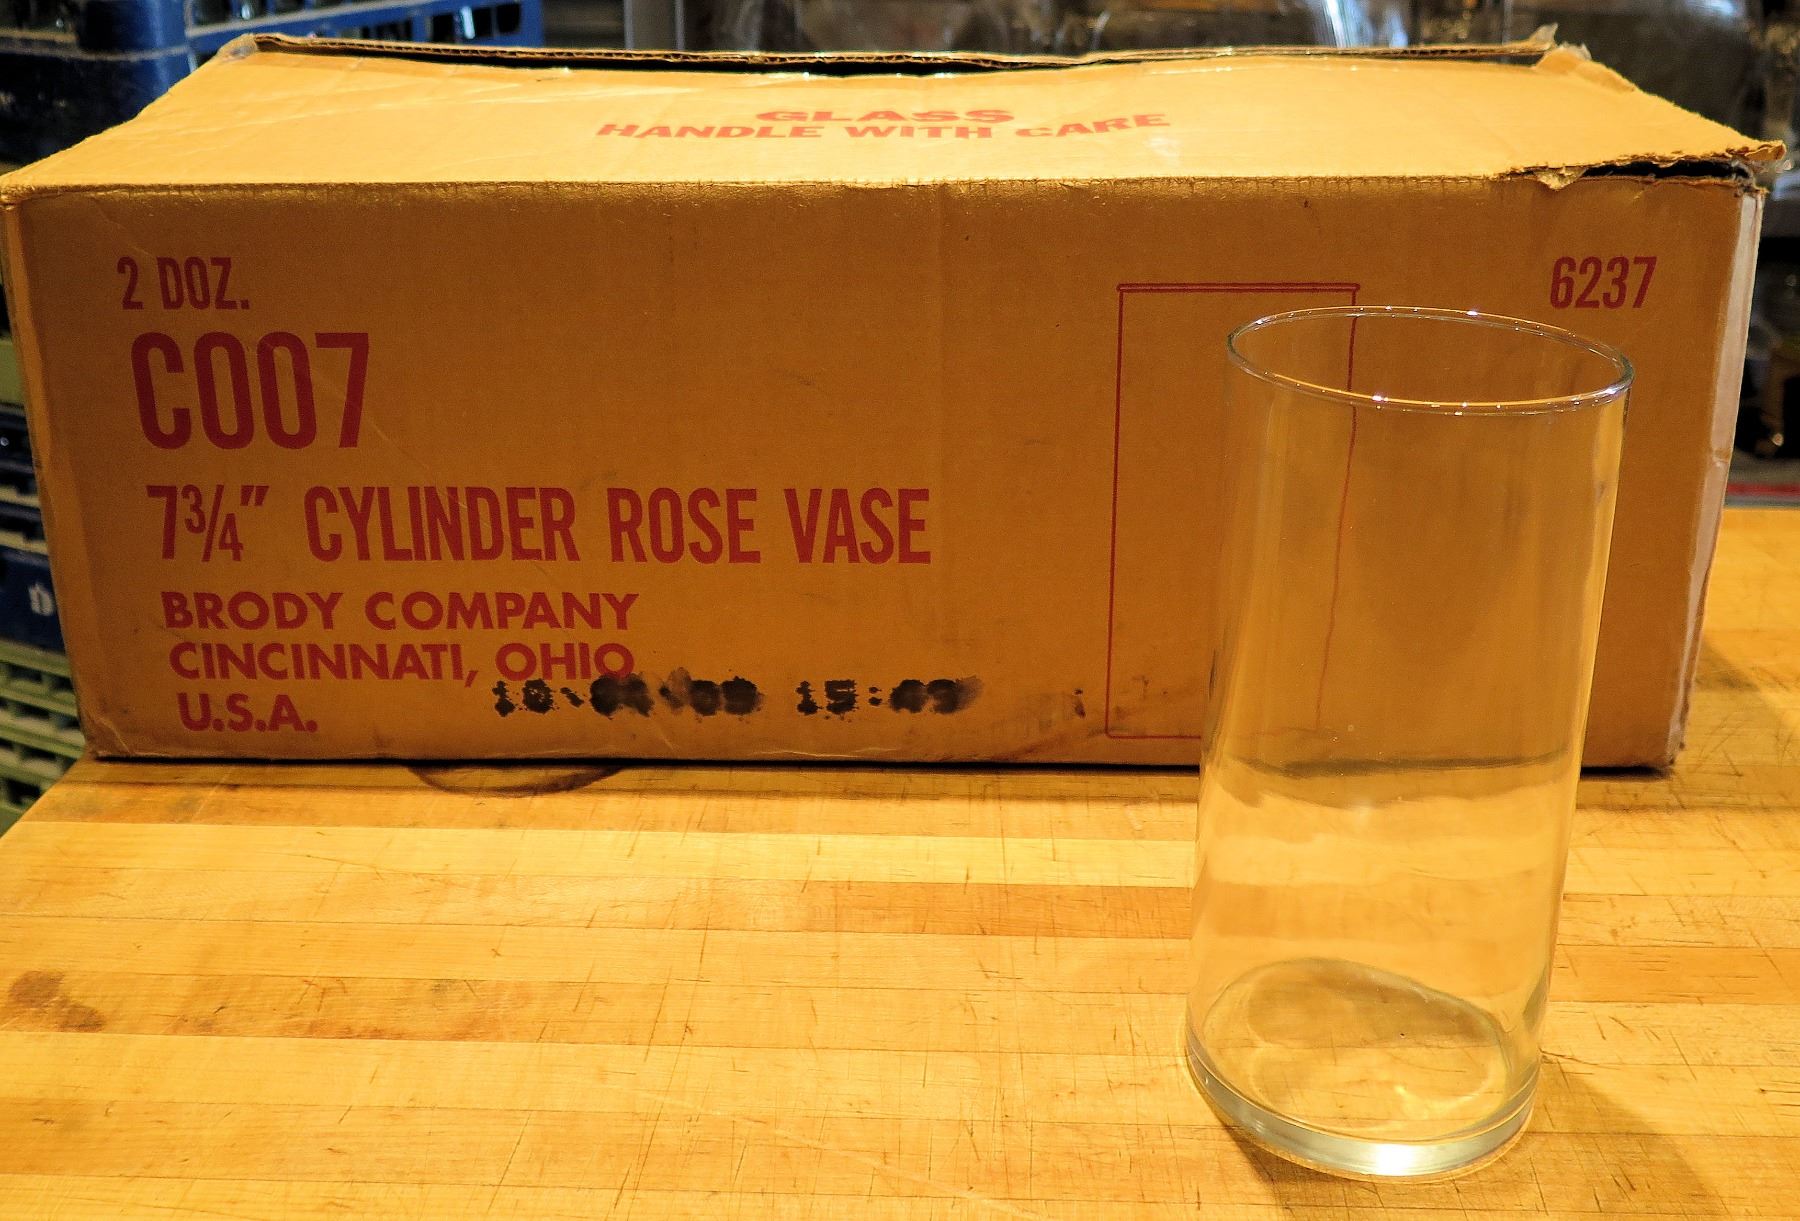 GLASS
HANDLE WITH CARE
2 DOZ.
6237
C007
7¾" CYLINDER ROSE VASE
BRODY COMPANY
CINCINNATI, OHIO
U.S.A.